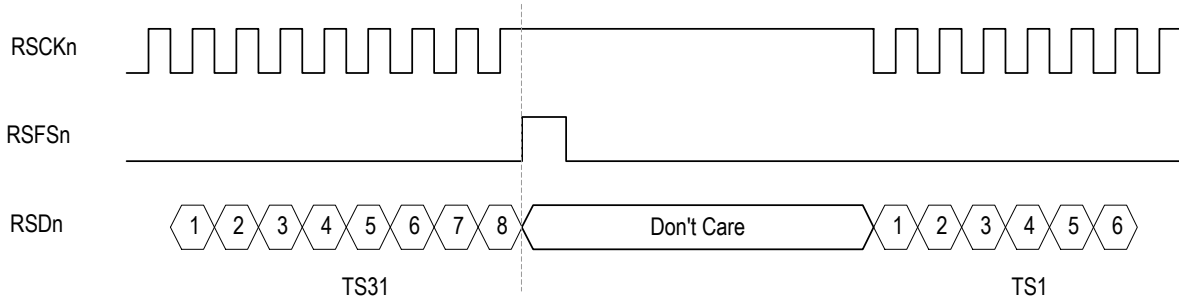 RSCKn
RSFSn
RSDn 1 2 3 4 5 6 7 8 Don't Care 1 2 3 4 5 6
TS31 TS1